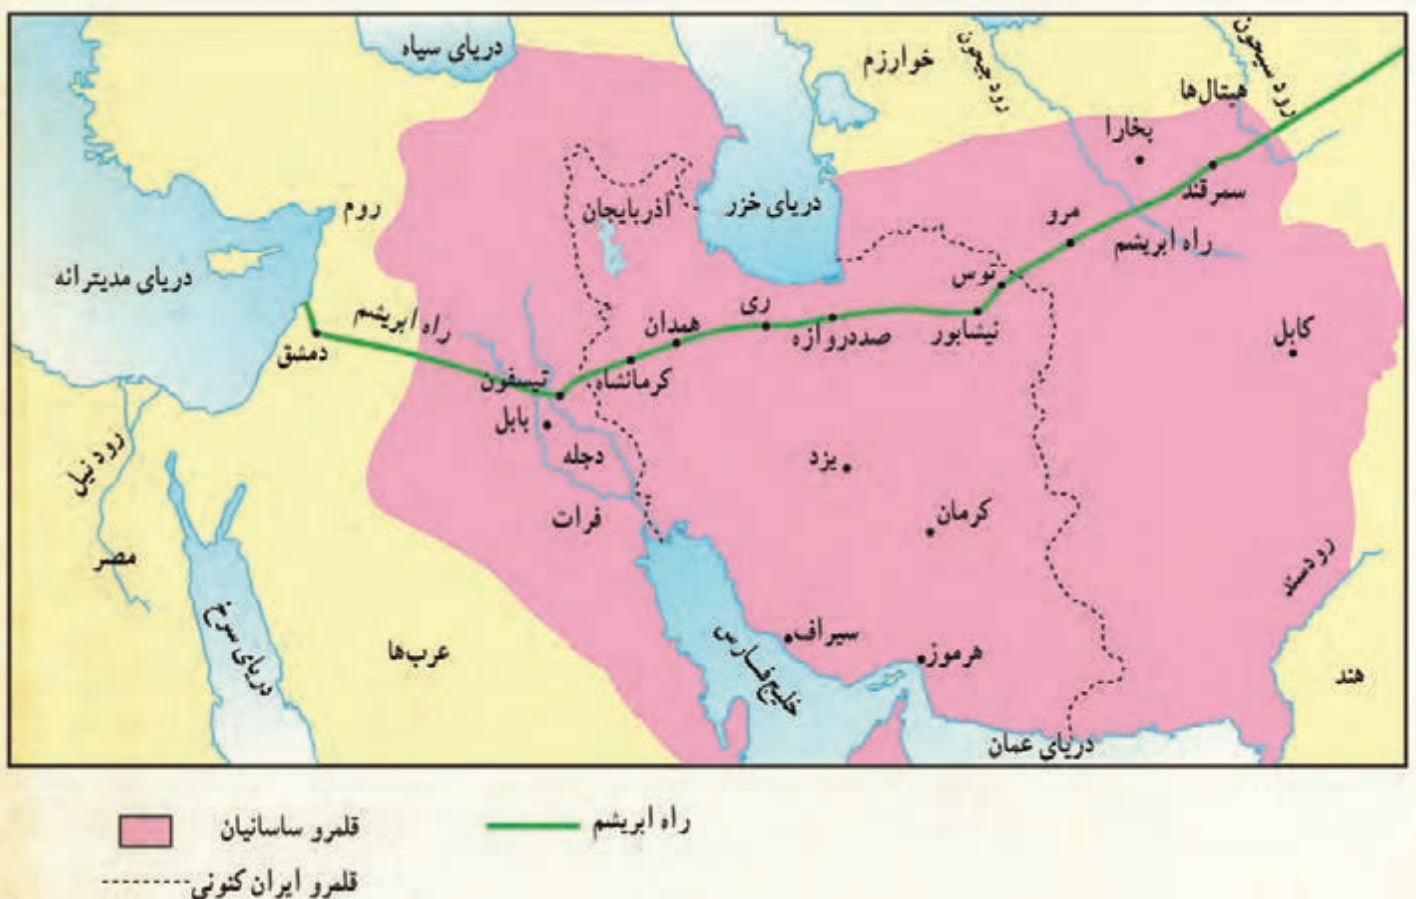 دریای سیاه
خوارزم
رود جیحون
رود سیحون
هیتال‌ها
بخارا
سمرقند
راه ابریشم
مرو
توس
نیشابور
صددروازه
ری
همدان
کرمانشاه
تیسفون
بابل
دجله
فرات
دریای خزر
آذربایجان
روم
دریای مدیترانه
راه ابریشم
دمشق
رود نیل
مصر
دریای سرخ
عرب‌ها
خلیج فارس
سیراف
هرموز
دریای عمان
یزد
کرمان
کابل
رود سند
هند
راه ابریشم
قلمرو ساسانیان
قلمرو ایران کنونی